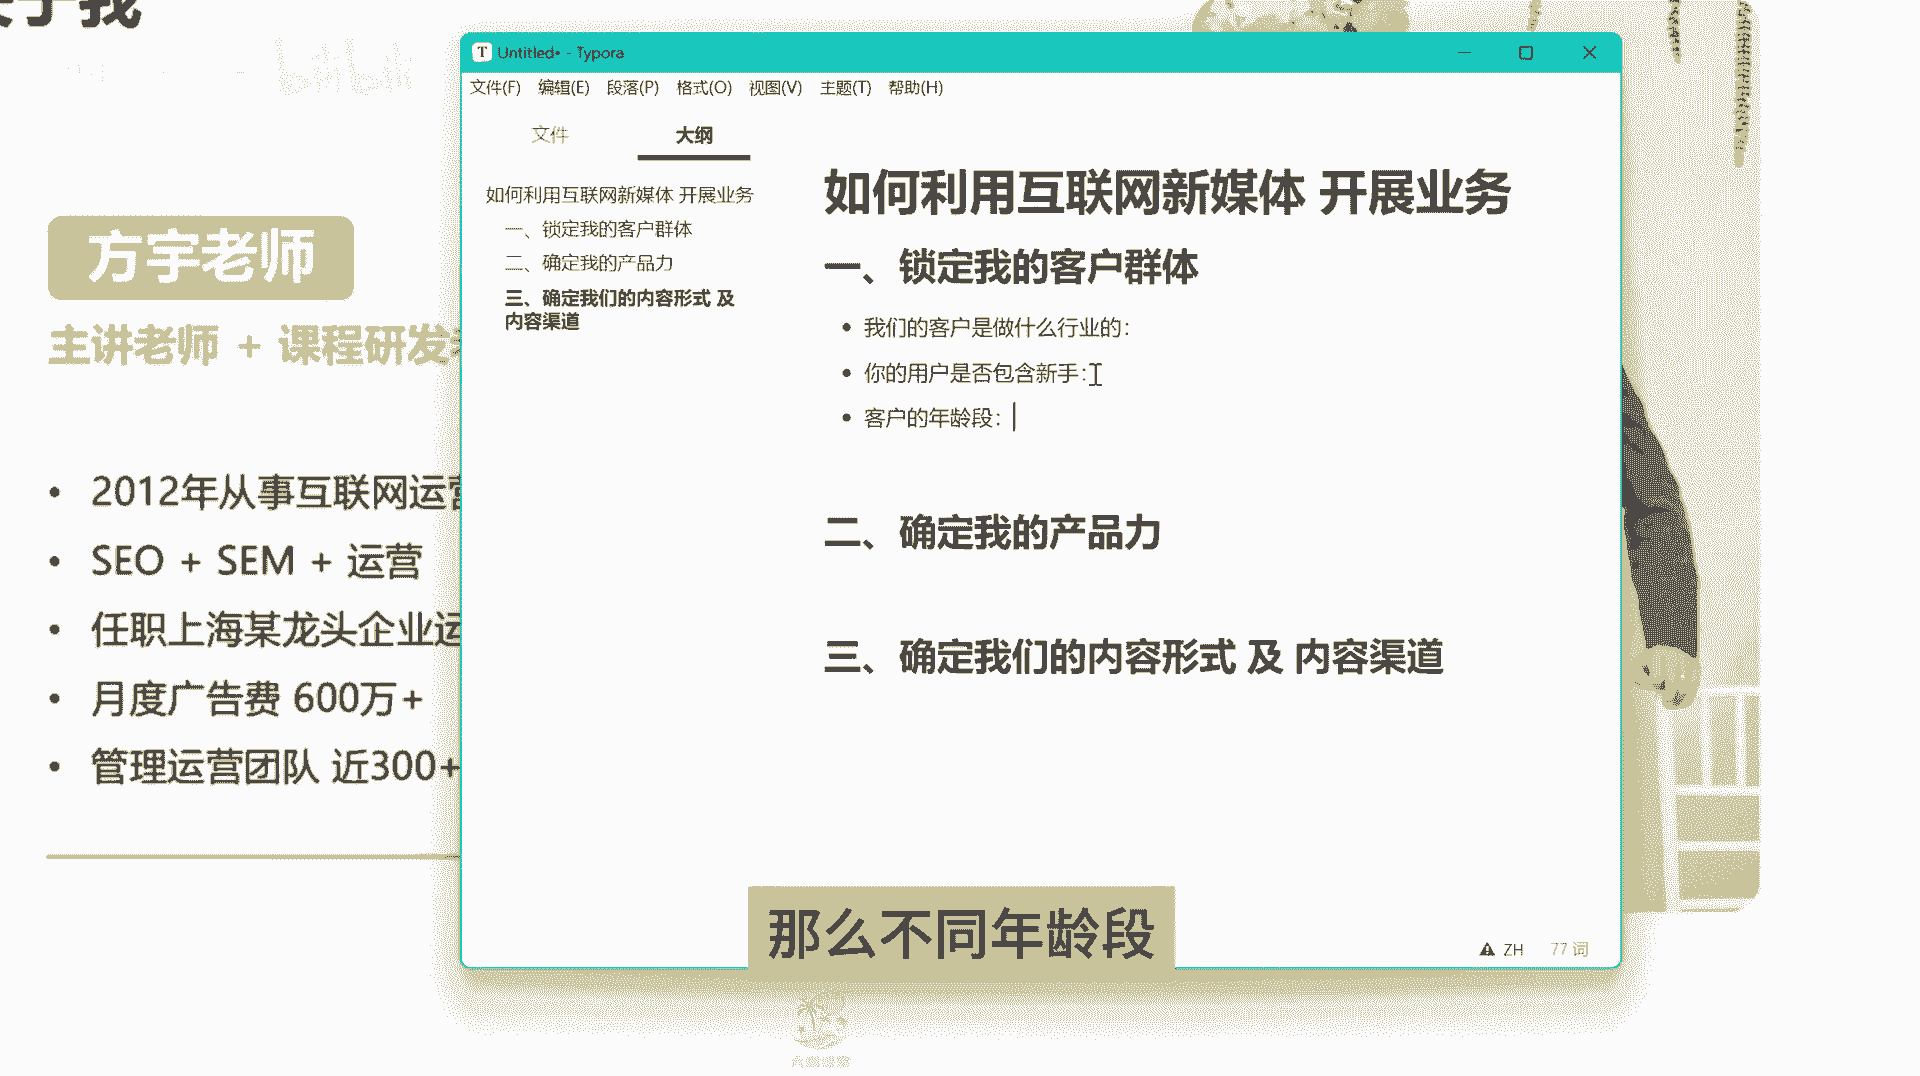 关于我
bilibili
方宇老师
主讲老师 + 课程研发
• 2012年从事互联网运营
• SEO + SEM + 运营
• 任职上海某龙头企业运
• 月度广告费 600万+
• 管理运营团队 近300+
T Untitled• - Typora
文件(F) 编辑(E) 段落(P) 格式(O) 视图(V) 主题(T) 帮助(H)
文件 大纲
如何利用互联网新媒体 开展业务
一、锁定我的客户群体
二、确定我的产品力
三、确定我们的内容形式 及
内容渠道
如何利用互联网新媒体 开展业务
一、锁定我的客户群体
• 我们的客户是做什么行业的:
• 你的用户是否包含新手:
• 客户的年龄段:
二、确定我的产品力
三、确定我们的内容形式 及 内容渠道
那么不同年龄段
ZH 77 词